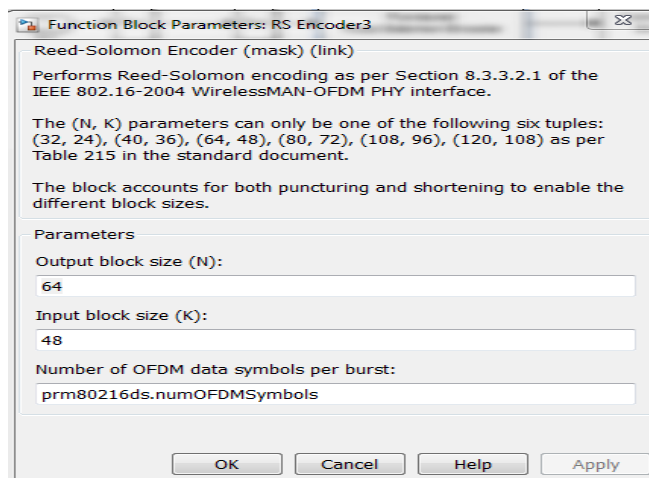 Function Block Parameters: RS Encoder3
Reed-Solomon Encoder (mask) (link)
Performs Reed-Solomon encoding as per Section 8.3.3.2.1 of the
IEEE 802.16-2004 WirelessMAN-OFDM PHY interface.
The (N, K) parameters can only be one of the following six tuples:
(32, 24), (40, 36), (64, 48), (80, 72), (108, 96), (120, 108) as per
Table 215 in the standard document.
The block accounts for both puncturing and shortening to enable the
different block sizes.
Parameters
Output block size (N):
64
Input block size (K):
48
Number of OFDM data symbols per burst:
prm80216ds.numOFDMSymbols
OK Cancel Help Apply